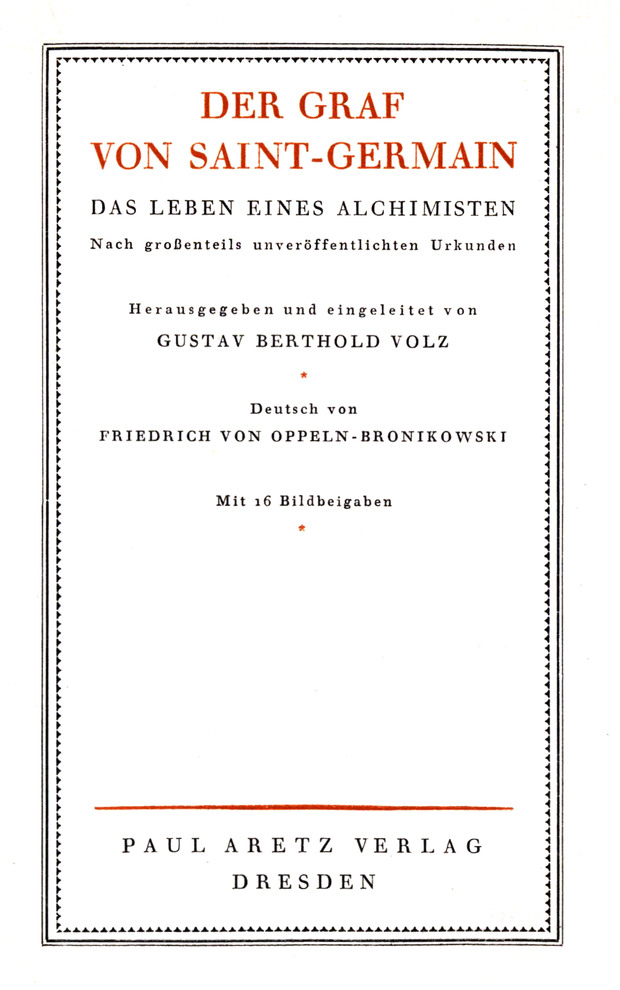 DER GRAF
VON SAINT-GERMAIN
DAS LEBEN EINES ALCHIMISTEN
Nach großenteils unveröffentlichten Urkunden
Herausgegeben und eingeleitet von
GUSTAV BERTHOLD VOLZ
*
Deutsch von
FRIEDRICH VON OPPELN-BRONIKOWSKI
Mit 16 Bildbeigaben
*
PAUL ARETZ VERLAG
DRESDEN